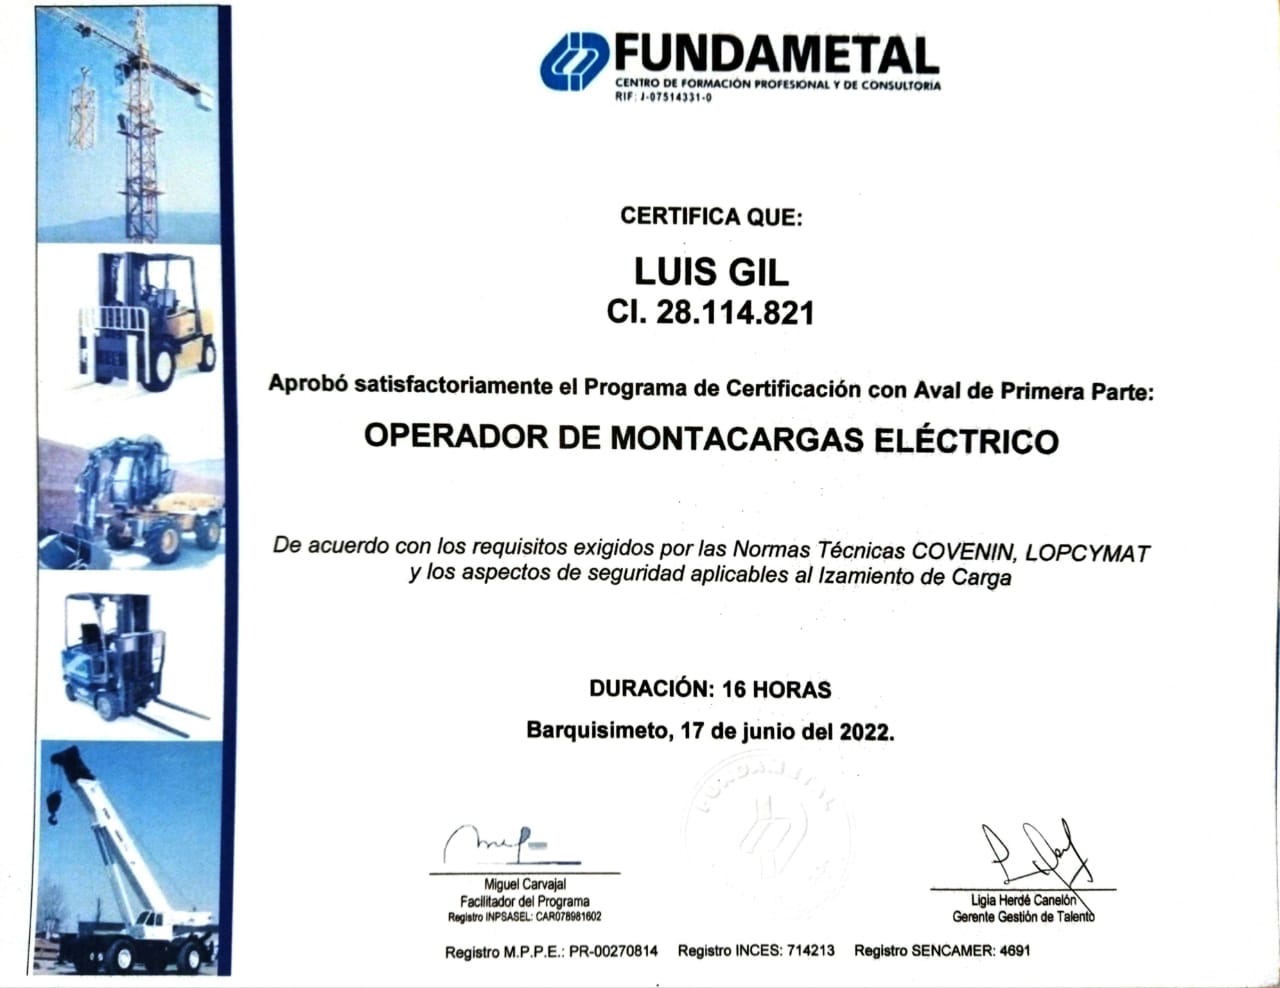 FUNDAMETAL
CENTRO DE FORMACIÓN PROFESIONAL Y DE CONSULTORIA
RIF: J-07514331-0
CERTIFICA QUE:
LUIS GIL
CI. 28.114.821
Aprobó satisfactoriamente el Programa de Certificación con Aval de Primera Parte:
OPERADOR DE MONTACARGAS ELÉCTRICO
De acuerdo con los requisitos exigidos por las Normas Técnicas COVENIN, LOPCYMAT
y los aspectos de seguridad aplicables al Izamiento de Carga
DURACIÓN: 16 HORAS
Barquisimeto, 17 de junio del 2022.
FUNDAMETAL
Miguel Carvajal
Facilitador del Programa
Registro INPSASEL: CAR078981602
Ligia Herdé Canelón
Gerente Gestión de Talento
Registro M.P.P.E.: PR-00270814 Registro INCES: 714213 Registro SENCAMER: 4691